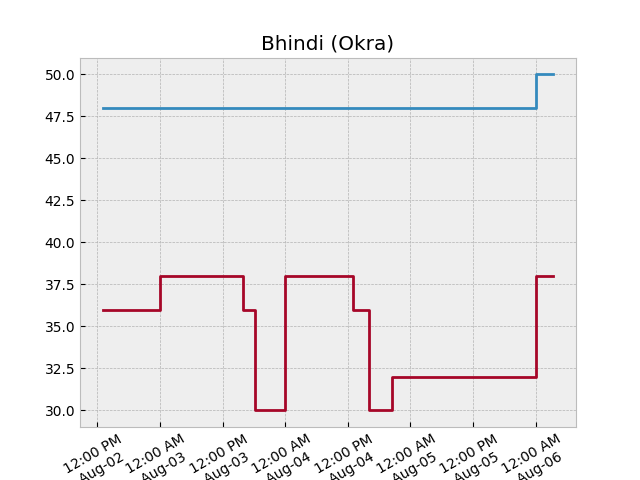 Bhindi (Okra)
50.0
47.5
45.0
42.5
40.0
37.5
35.0
32.5
30.0
12:00 PM
Aug-02
12:00 AM
Aug-03
12:00 PM
Aug-03
12:00 AM
Aug-04
12:00 PM
Aug-04
12:00 AM
Aug-05
12:00 PM
Aug-05
12:00 AM
Aug-06